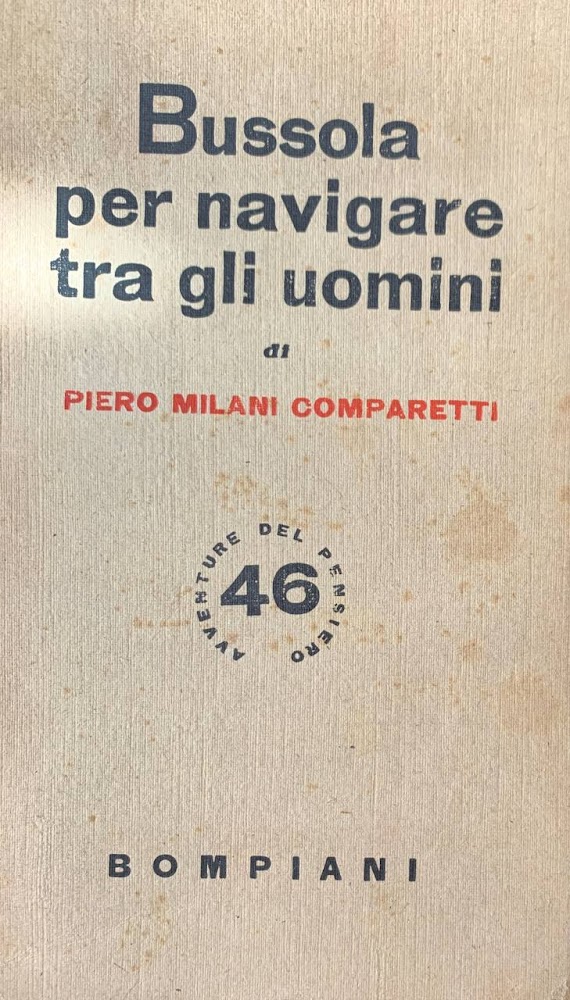 Bussola
per navigare
tra gli uomini
di
PIERO MILANI COMPARETTI
AVVENTURE DEL PENSIERO
46
BOMPIANI